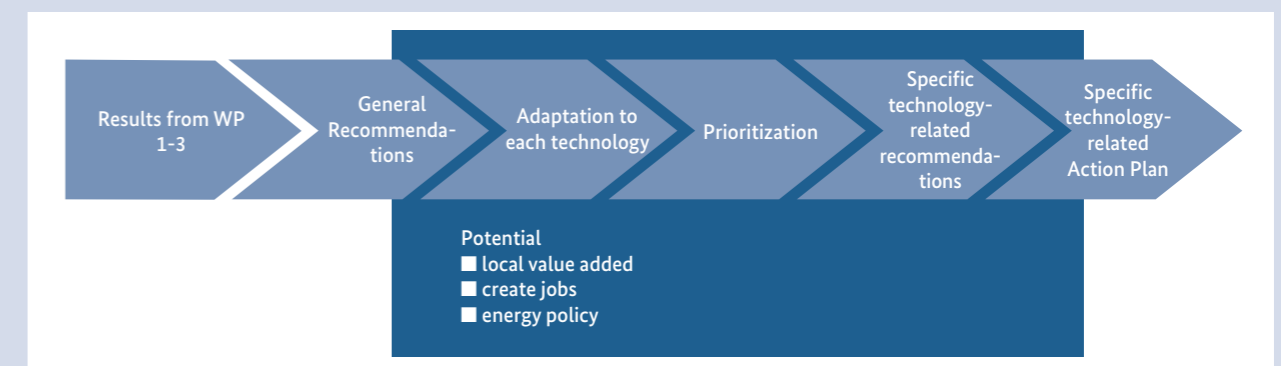 Results from WP
1-3
General
Recommenda-
tions
Adaptation to
each technology
Prioritization
Specific
technology-
related
recommenda-
tions
Specific
technology-
related
Action Plan
Potential
■ local value added
■ create jobs
■ energy policy